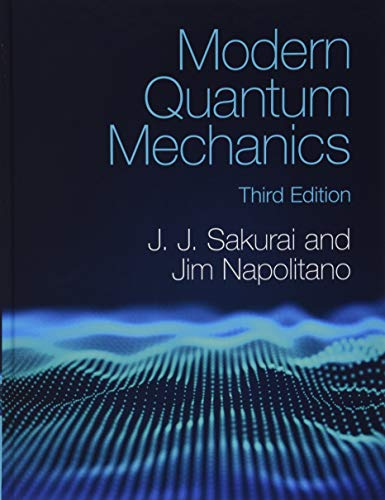 Modern
Quantum
Mechanics
Third Edition
J. J. Sakurai and
Jim Napolitano